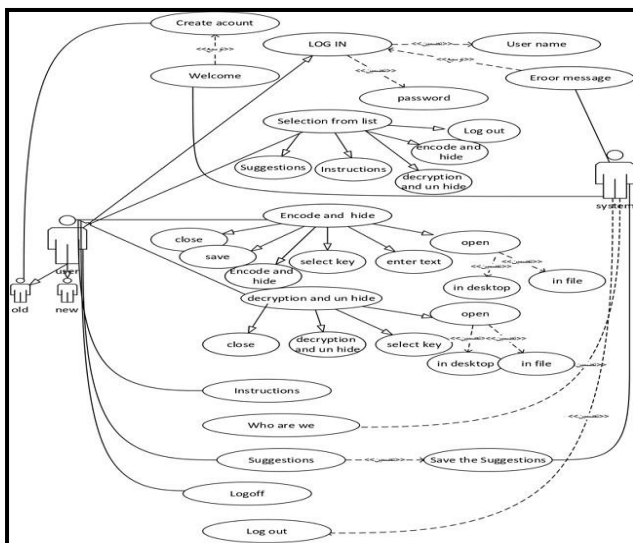 Create acount
LOG IN
User name
Welcome
Eroor message
password
Selection from list
Log out
encode and
hide
Suggestions
Instructions
decryption
and un hide
system
Encode and hide
close
save
Encode and
hide
select key
enter text
open
in desktop
in file
user
old
new
decryption and un hide
close
decryption
and un hide
select key
open
in desktop
in file
Instructions
Who are we
Suggestions
Save the Suggestions
Logoff
Log out